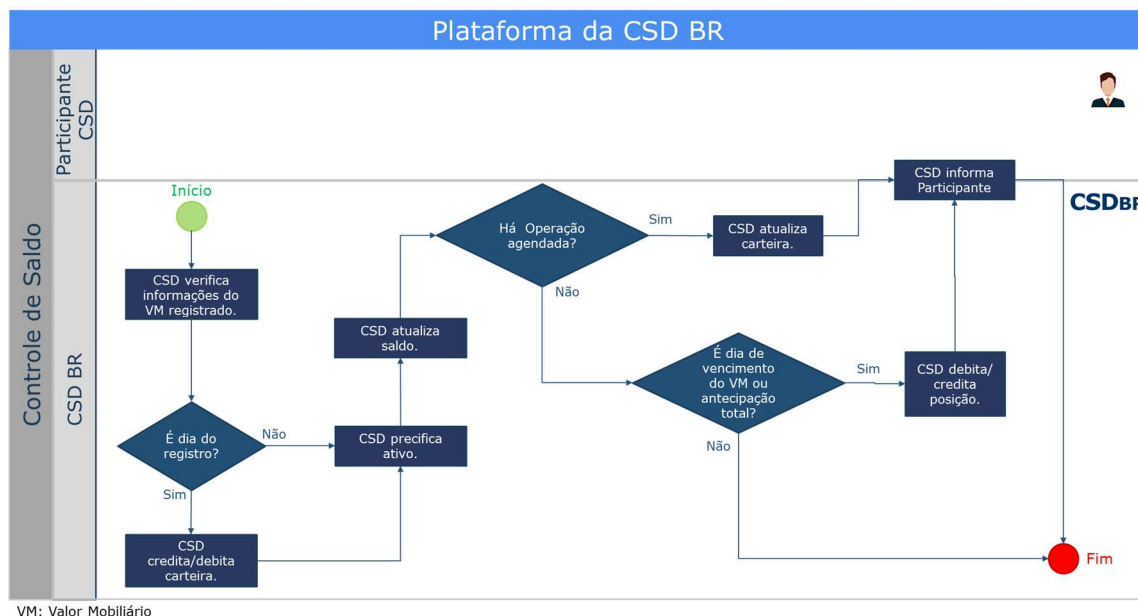 Plataforma da CSD BR
Controle de Saldo
Participante
CSD
CSD BR
Início
CSD verifica
informações do
VM registrado.
É dia do
registro?
Não
Sim
CSD
credita/debita
carteira.
CSD precifica
ativo.
CSD atualiza
saldo.
Há Operação
agendada?
Sim
Não
CSD atualiza
carteira.
CSD informa
Participante
CSDBR
É dia de
vencimento
do VM ou
antecipação
total?
Sim
Não
CSD debita/
credita
posição.
Fim
VM: Valor Mobiliário